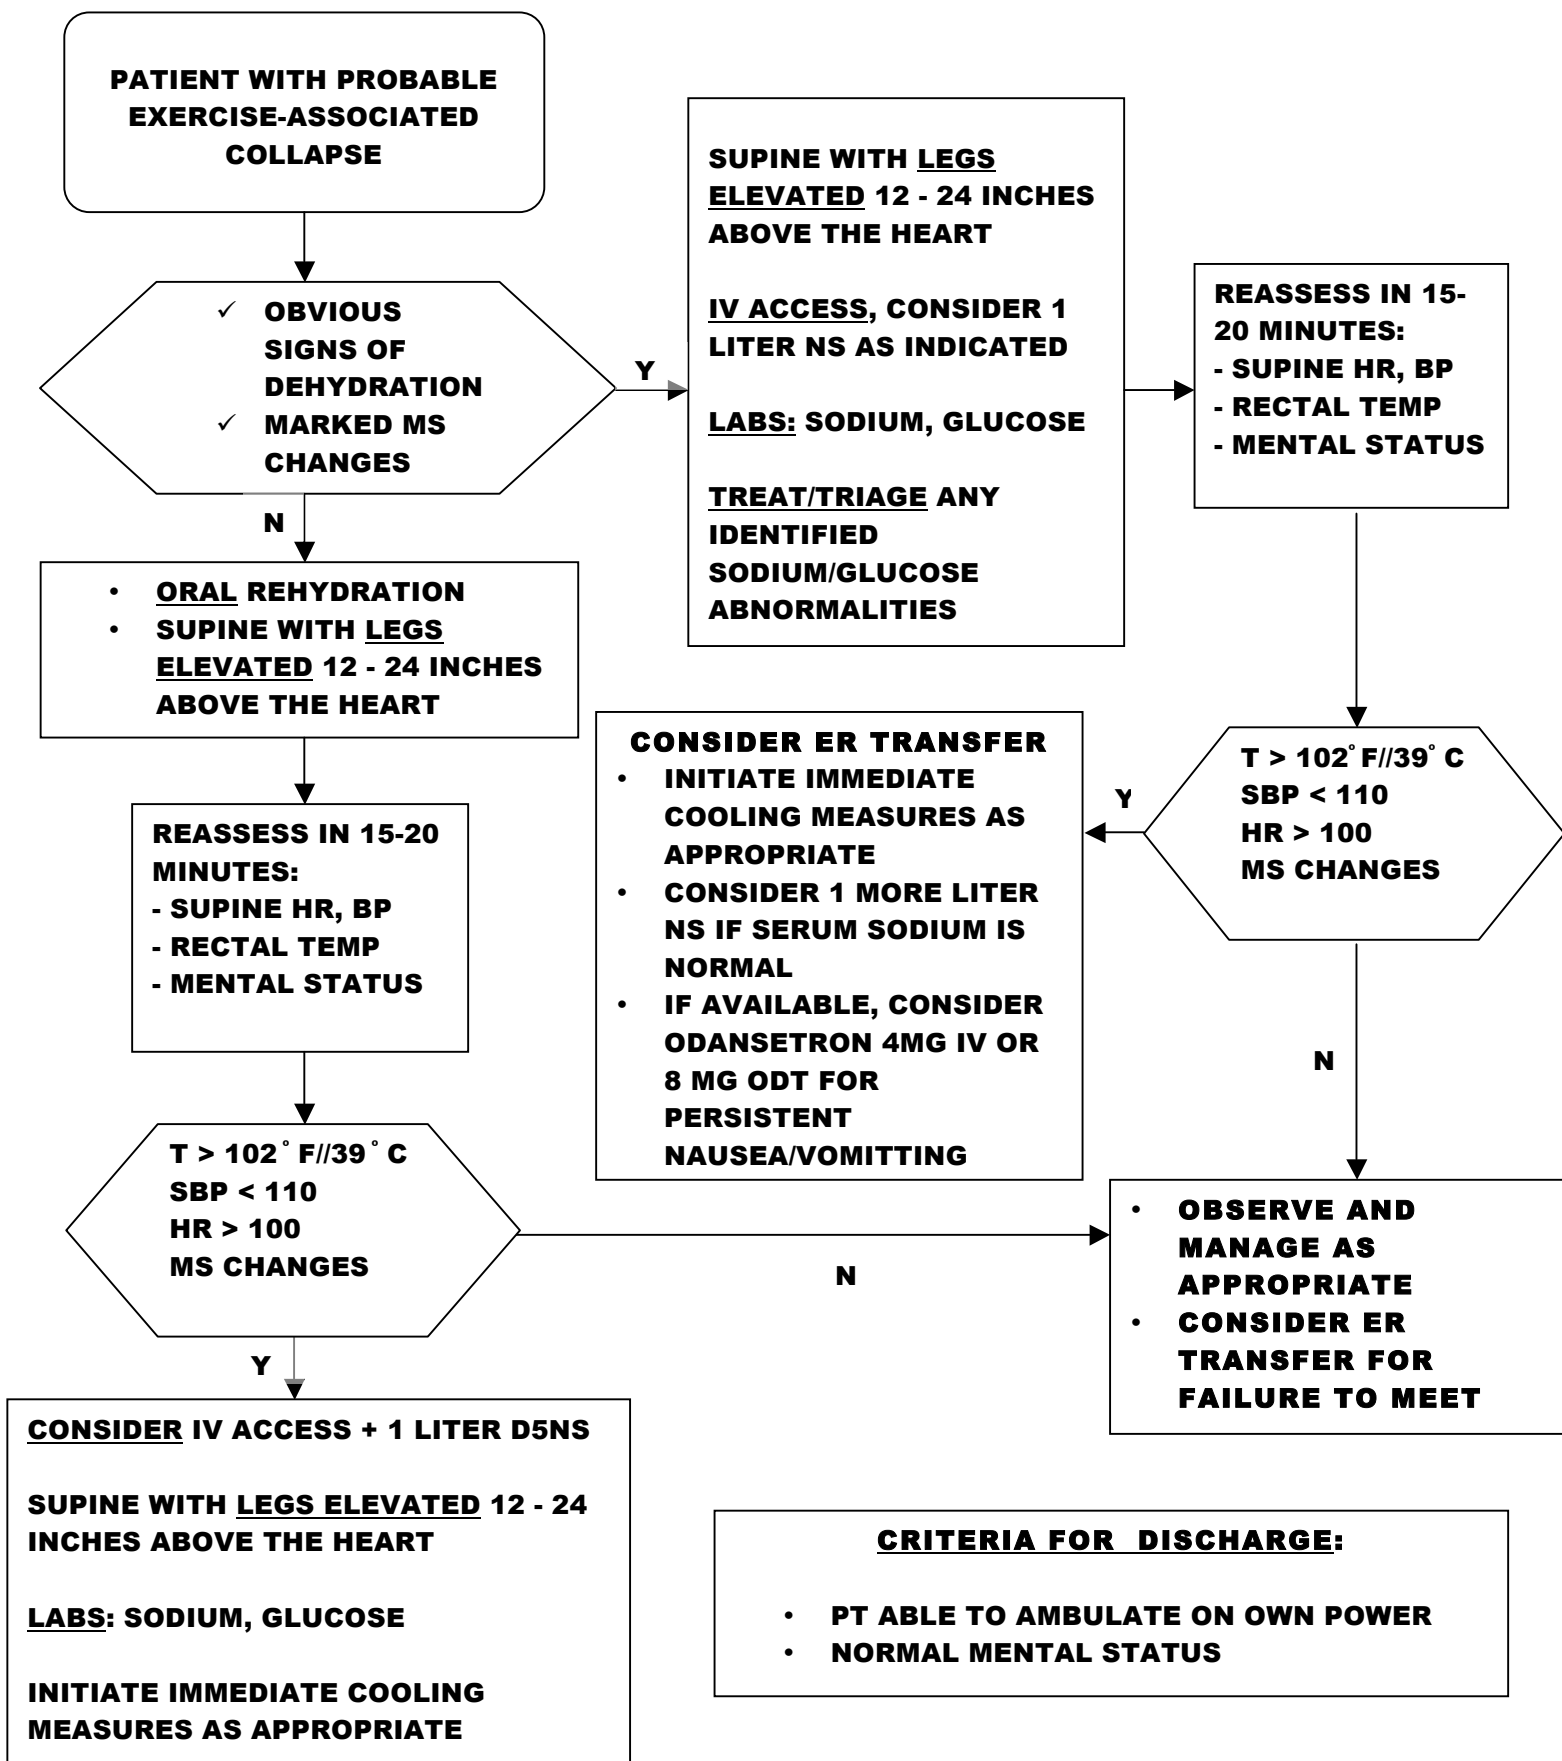 PATIENT WITH PROBABLE
EXERCISE-ASSOCIATED
COLLAPSE
✓ OBVIOUS
SIGNS OF
DEHYDRATION
✓ MARKED MS
CHANGES
Y
N
SUPINE WITH LEGS
ELEVATED 12 - 24 INCHES
ABOVE THE HEART
IV ACCESS, CONSIDER 1
LITER NS AS INDICATED
LABS: SODIUM, GLUCOSE
TREAT/TRIAGE ANY
IDENTIFIED
SODIUM/GLUCOSE
ABNORMALITIES
REASSESS IN 15-
20 MINUTES:
- SUPINE HR, BP
- RECTAL TEMP
- MENTAL STATUS
• ORAL REHYDRATION
• SUPINE WITH LEGS
ELEVATED 12 - 24 INCHES
ABOVE THE HEART
T > 102° F//39° C
SBP < 110
HR > 100
MS CHANGES
Y
N
CONSIDER ER TRANSFER
• INITIATE IMMEDIATE
COOLING MEASURES AS
APPROPRIATE
• CONSIDER 1 MORE LITER
NS IF SERUM SODIUM IS
NORMAL
• IF AVAILABLE, CONSIDER
ODANSETRON 4MG IV OR
8 MG ODT FOR
PERSISTENT
NAUSEA/VOMITTING
REASSESS IN 15-20
MINUTES:
- SUPINE HR, BP
- RECTAL TEMP
- MENTAL STATUS
T > 102° F//39° C
SBP < 110
HR > 100
MS CHANGES
N
Y
• OBSERVE AND
MANAGE AS
APPROPRIATE
• CONSIDER ER
TRANSFER FOR
FAILURE TO MEET
CONSIDER IV ACCESS + 1 LITER D5NS
SUPINE WITH LEGS ELEVATED 12 - 24
INCHES ABOVE THE HEART
LABS: SODIUM, GLUCOSE
INITIATE IMMEDIATE COOLING
MEASURES AS APPROPRIATE
CRITERIA FOR DISCHARGE:
• PT ABLE TO AMBULATE ON OWN POWER
• NORMAL MENTAL STATUS